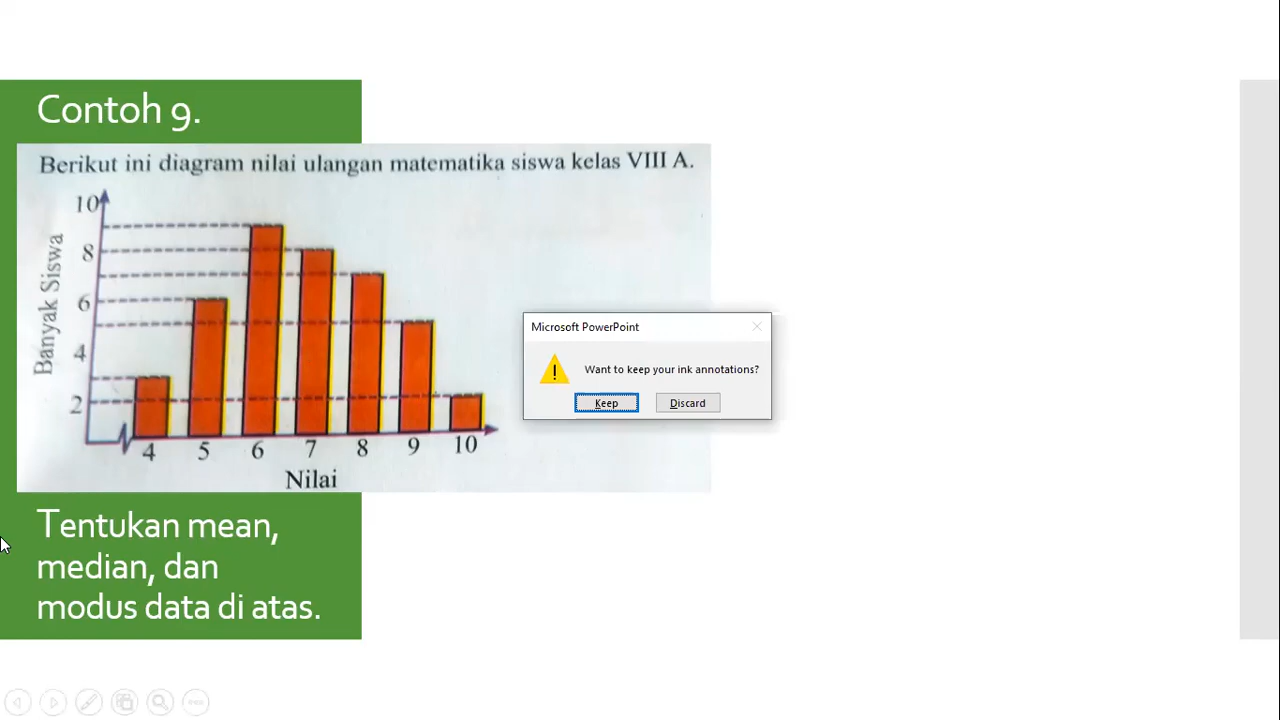 Contoh 9.
Berikut ini diagram nilai ulangan matematika siswa kelas VIII A.
Banyak Siswa
10
8
6
4
2
4 5 6 7 8 9 10
Nilai
Microsoft PowerPoint
Want to keep your ink annotations?
Keep Discard
Tentukan mean,
median, dan
modus data di atas.